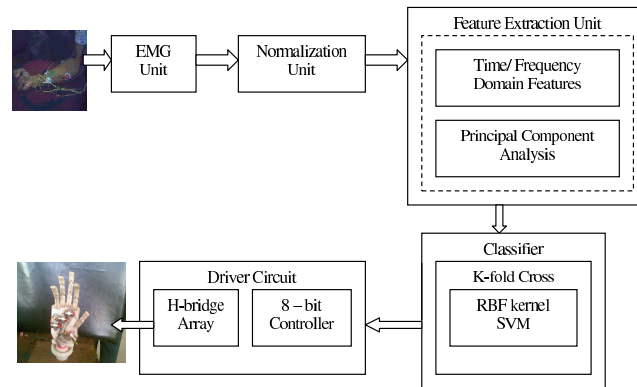 Feature Extraction Unit
EMG
Unit
Normalization
Unit
Time/ Frequency
Domain Features
Principal Component
Analysis
Classifier
K-fold Cross
RBF kernel
SVM
Driver Circuit
H-bridge
Array
8 – bit
Controller